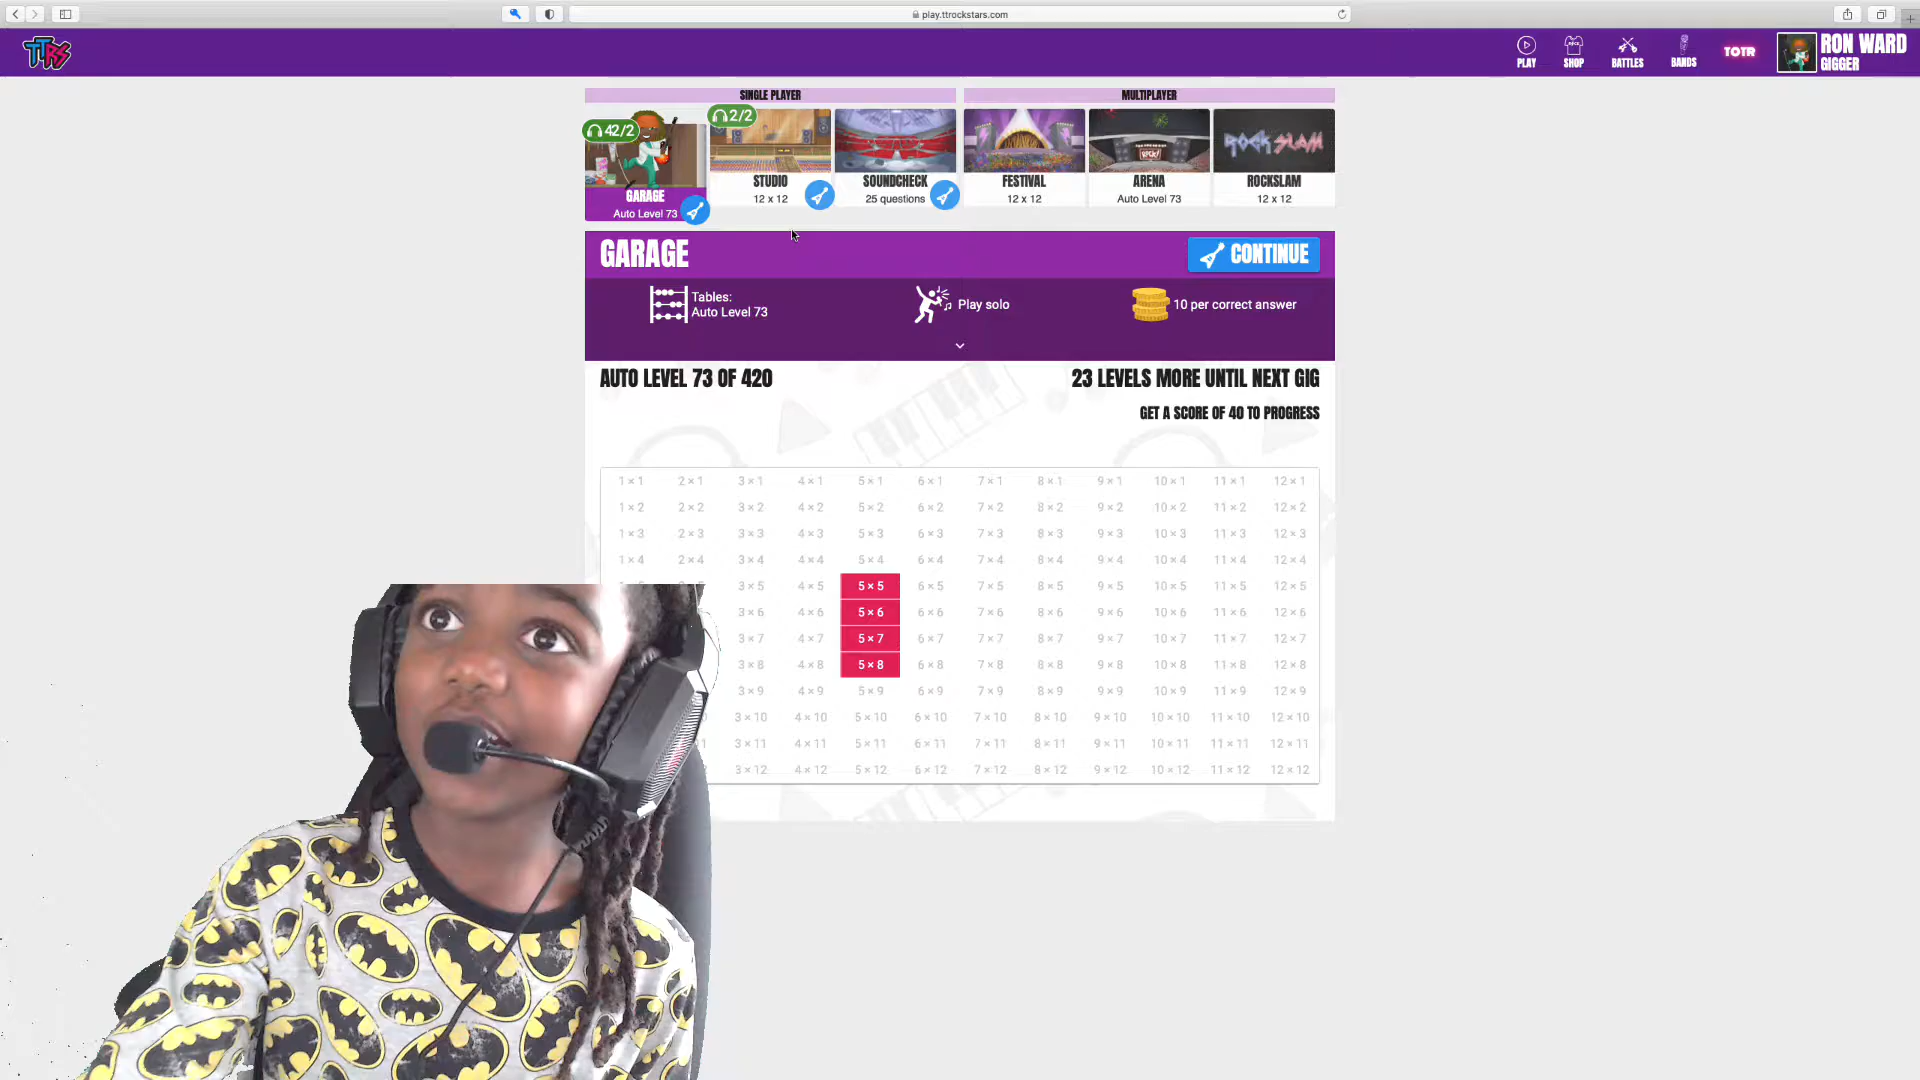 play.ttrockstars.com
TTRS
PLAY
SHOP
BATTLES
BANDS
TOTR
RON WARD
GIGGER
SINGLE PLAYER
MULTIPLAYER
42/2
2/2
GARAGE
Auto Level 73
STUDIO
12 x 12
SOUNDCHECK
25 questions
FESTIVAL
12 x 12
ARENA
Auto Level 73
ROCK SLAM
ROCKSLAM
12 x 12
GARAGE
CONTINUE
Tables:
Auto Level 73
Play solo
10 per correct answer
AUTO LEVEL 73 OF 420
23 LEVELS MORE UNTIL NEXT GIG
GET A SCORE OF 40 TO PROGRESS
1 × 1 2 × 1 3 × 1 4 × 1 5 × 1 6 × 1 7 × 1 8 × 1 9 × 1 10 × 1 11 × 1 12 × 1
1 × 2 2 × 2 3 × 2 4 × 2 5 × 2 6 × 2 7 × 2 8 × 2 9 × 2 10 × 2 11 × 2 12 × 2
1 × 3 2 × 3 3 × 3 4 × 3 5 × 3 6 × 3 7 × 3 8 × 3 9 × 3 10 × 3 11 × 3 12 × 3
1 × 4 2 × 4 3 × 4 4 × 4 5 × 4 6 × 4 7 × 4 8 × 4 9 × 4 10 × 4 11 × 4 12 × 4
3 × 5 4 × 5 5 × 5 6 × 5 7 × 5 8 × 5 9 × 5 10 × 5 11 × 5 12 × 5
3 × 6 4 × 6 5 × 6 6 × 6 7 × 6 8 × 6 9 × 6 10 × 6 11 × 6 12 × 6
3 × 7 4 × 7 5 × 7 6 × 7 7 × 7 8 × 7 9 × 7 10 × 7 11 × 7 12 × 7
3 × 8 4 × 8 5 × 8 6 × 8 7 × 8 8 × 8 9 × 8 10 × 8 11 × 8 12 × 8
3 × 9 4 × 9 5 × 9 6 × 9 7 × 9 8 × 9 9 × 9 10 × 9 11 × 9 12 × 9
3 × 10 4 × 10 5 × 10 6 × 10 7 × 10 8 × 10 9 × 10 10 × 10 11 × 10 12 × 10
3 × 11 4 × 11 5 × 11 6 × 11 7 × 11 8 × 11 9 × 11 10 × 11 11 × 11 12 × 11
3 × 12 4 × 12 5 × 12 6 × 12 7 × 12 8 × 12 9 × 12 10 × 12 11 × 12 12 × 12